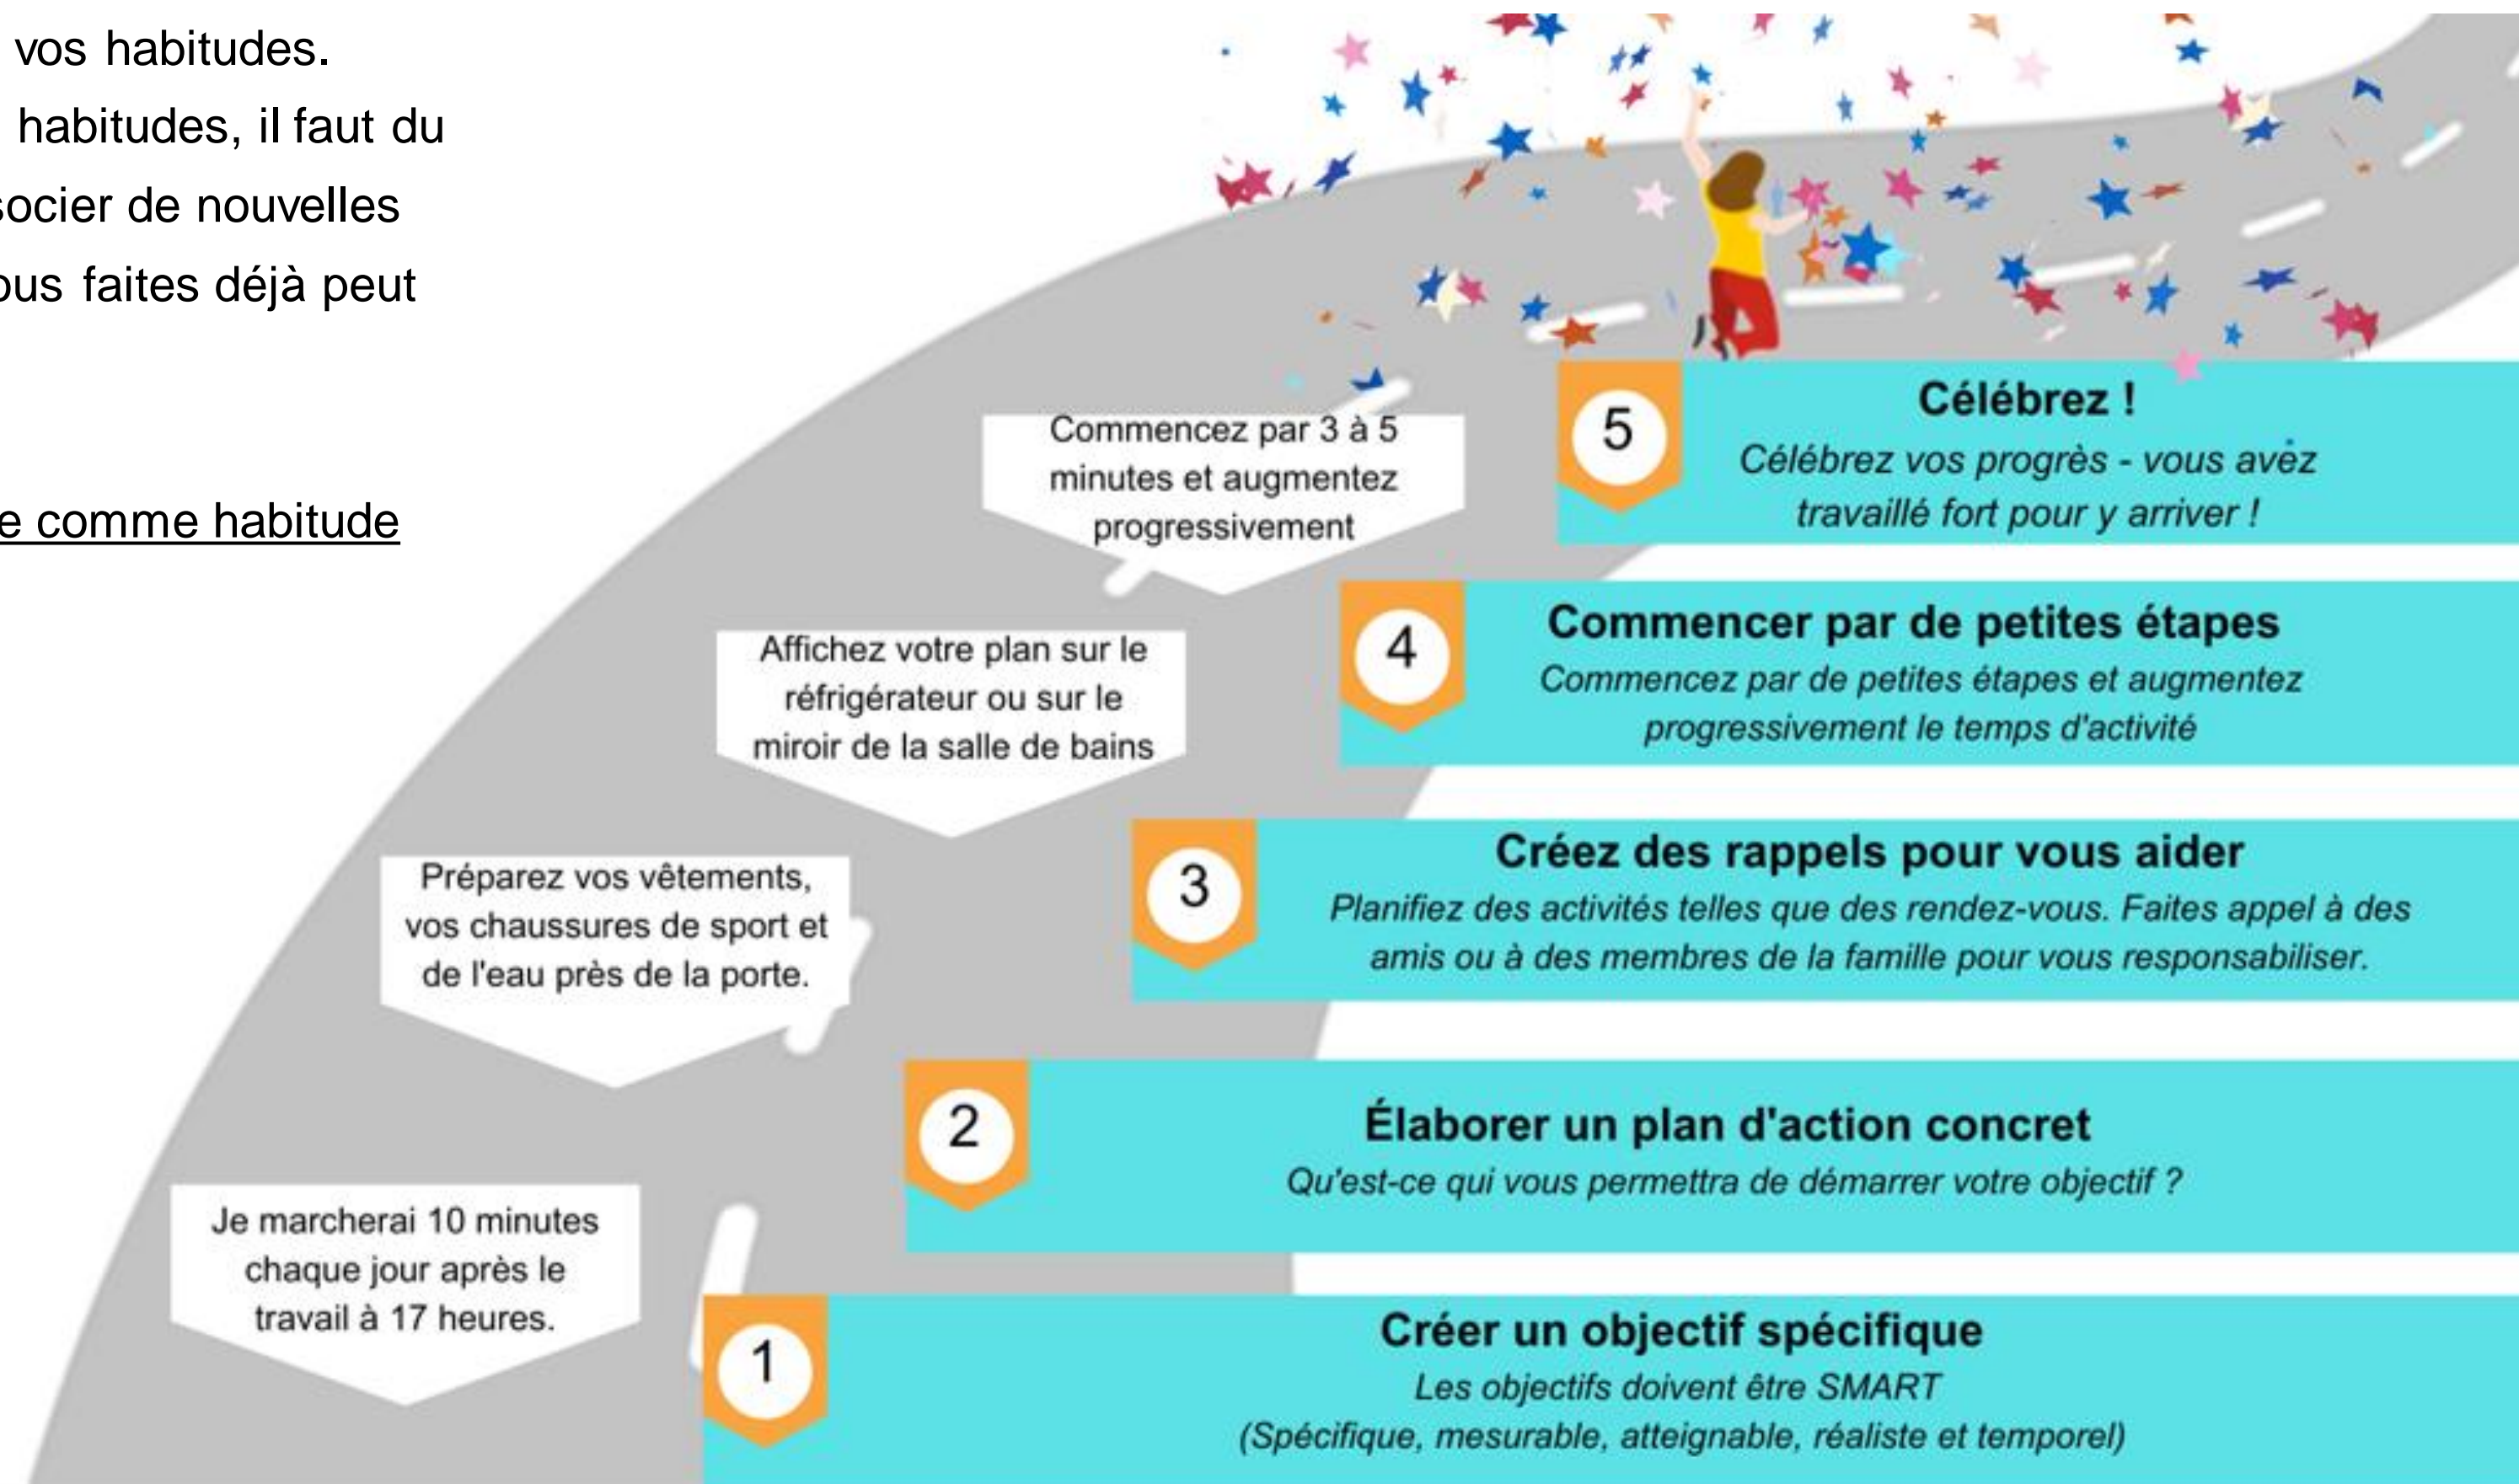 vos habitudes.
habitudes, il faut du
socier de nouvelles
ous faites déjà peut
e comme habitude
Commencez par 3 à 5
minutes et augmentez
progressivement
5
Célébrez !
Célébrez vos progrès - vous avez
travaillé fort pour y arriver !
Affichez votre plan sur le
réfrigérateur ou sur le
miroir de la salle de bains
4
Commencer par de petites étapes
Commencez par de petites étapes et augmentez
progressivement le temps d'activité
Préparez vos vêtements,
vos chaussures de sport et
de l'eau près de la porte.
3
Créez des rappels pour vous aider
Planifiez des activités telles que des rendez-vous. Faites appel à des
amis ou à des membres de la famille pour vous responsabiliser.
2
Élaborer un plan d'action concret
Qu'est-ce qui vous permettra de démarrer votre objectif ?
Je marcherai 10 minutes
chaque jour après le
travail à 17 heures.
1
Créer un objectif spécifique
Les objectifs doivent être SMART
(Spécifique, mesurable, atteignable, réaliste et temporel)